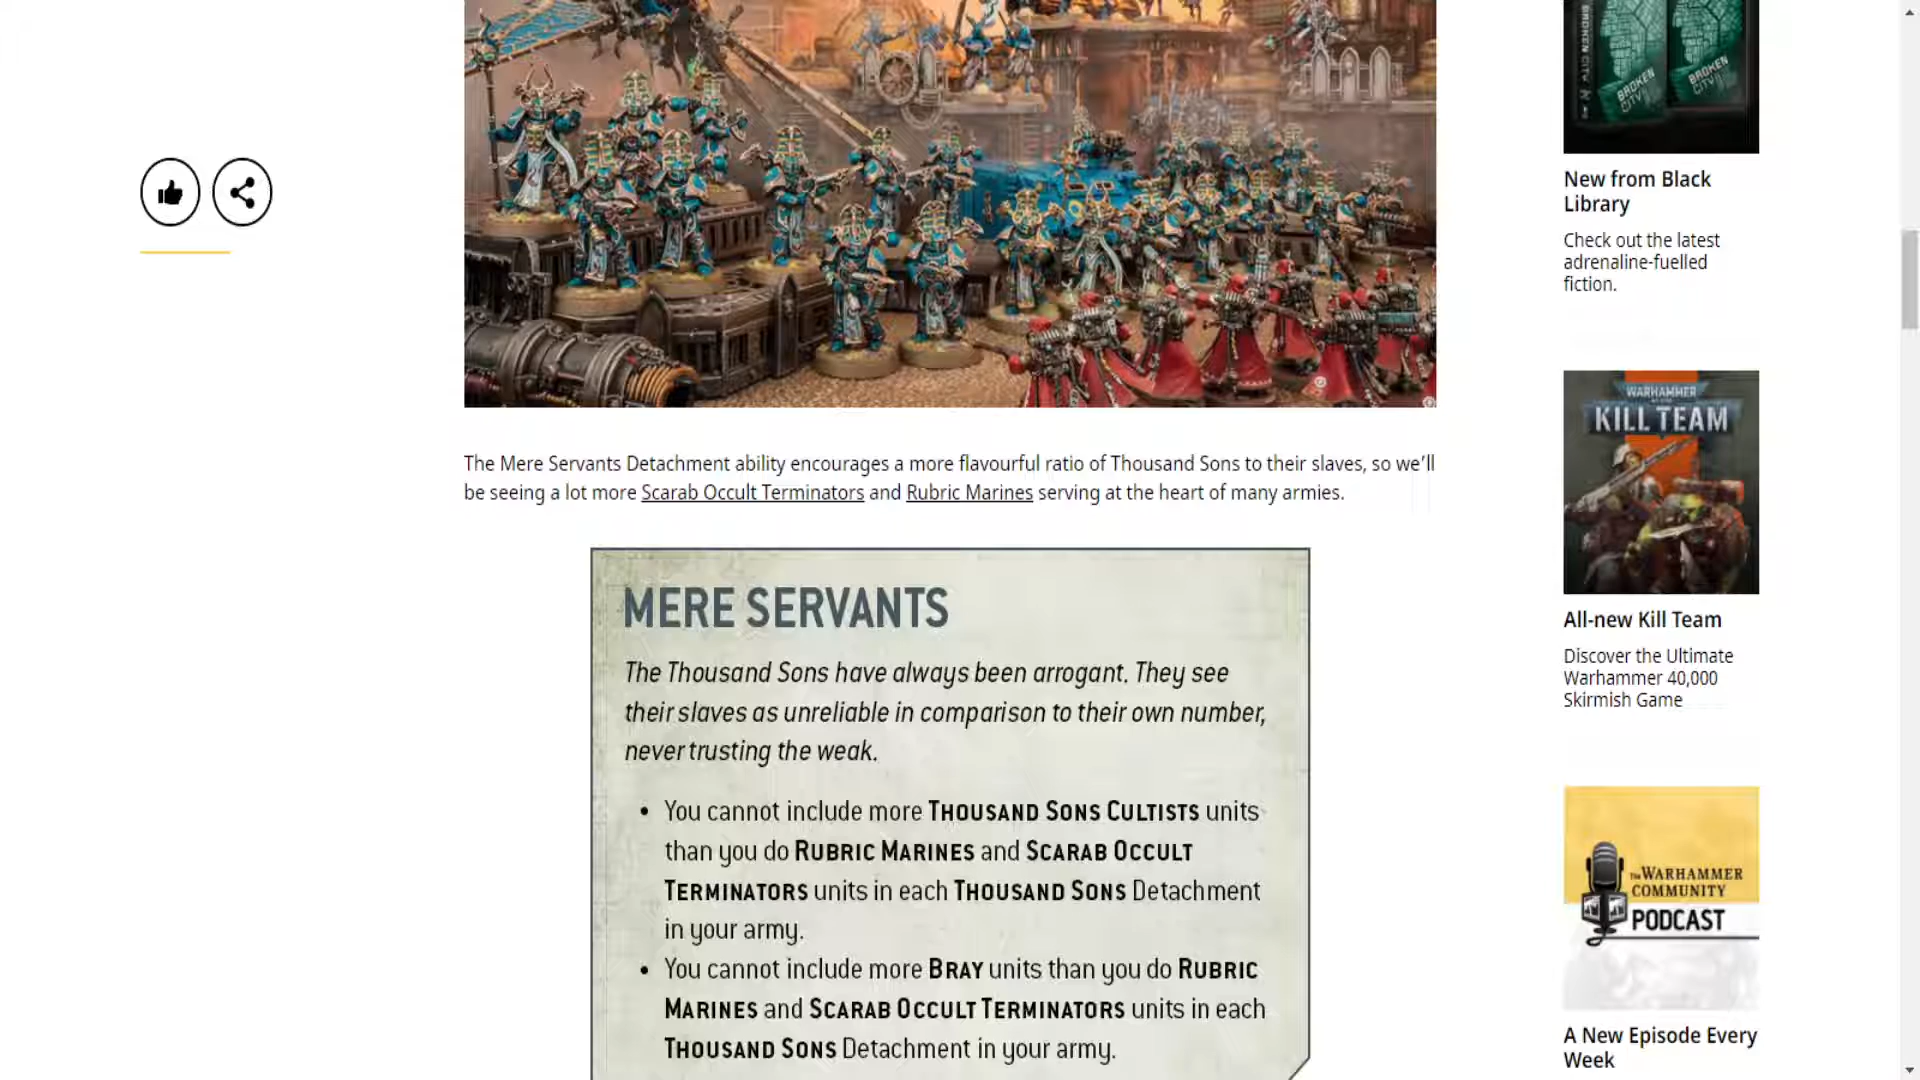 BROKEN CITY
BROKEN CITY
BROKEN CITY
New from Black
Library
Check out the latest
adrenaline-fuelled
fiction.
The Mere Servants Detachment ability encourages a more flavourful ratio of Thousand Sons to their slaves, so we'll
be seeing a lot more Scarab Occult Terminators and Rubric Marines serving at the heart of many armies.
WARHAMMER
KILL TEAM
All-new Kill Team
Discover the Ultimate
Warhammer 40,000
Skirmish Game
MERE SERVANTS
The Thousand Sons have always been arrogant. They see
their slaves as unreliable in comparison to their own number,
never trusting the weak.
• You cannot include more THOUSAND SONS CULTISTS units
than you do RUBRIC MARINES and SCARAB OCCULT
TERMINATORS units in each THOUSAND SONS Detachment
in your army.
• You cannot include more BRAY units than you do RUBRIC
MARINES and SCARAB OCCULT TERMINATORS units in each
THOUSAND SONS Detachment in your army.
The WARHAMMER
COMMUNITY
PODCAST
A New Episode Every
Week